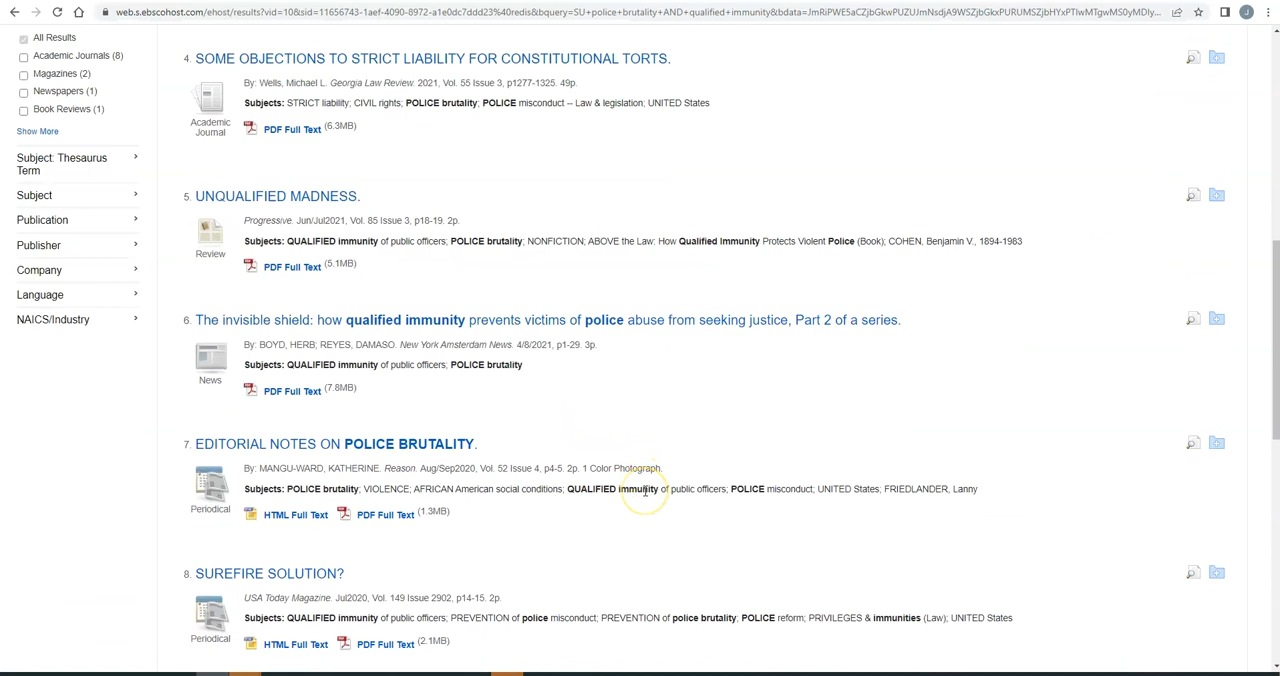 web.s.ebscohost.com/ehost/results?vid=10&sid=11656743-1aef-4090-8972-a1e0dc7ddd23%40redis&bquery=SU+police+brutality+AND+qualified+immunity&bdata=JmRiPWE5aCZjbGkwPUZUJmNsdjA9WSZjbGkxPURUMSZjbHYxPTIwMTgwMS0yMDIy...
J
All Results
Academic Journals (8)
Magazines (2)
Newspapers (1)
Book Reviews (1)
Show More
Subject: Thesaurus
Term
Subject
Publication
Publisher
Company
Language
NAICS/Industry
4. SOME OBJECTIONS TO STRICT LIABILITY FOR CONSTITUTIONAL TORTS.
By: Wells, Michael L. Georgia Law Review. 2021, Vol. 55 Issue 3, p1277-1325. 49p.
Subjects: STRICT liability; CIVIL rights; POLICE brutality; POLICE misconduct -- Law & legislation; UNITED States
Academic
Journal
PDF Full Text (6.3MB)
5. UNQUALIFIED MADNESS.
Progressive. Jun/Jul2021, Vol. 85 Issue 3, p18-19. 2p.
Subjects: QUALIFIED immunity of public officers; POLICE brutality; NONFICTION; ABOVE the Law: How Qualified Immunity Protects Violent Police (Book); COHEN, Benjamin V., 1894-1983
Review
PDF Full Text (5.1MB)
6. The invisible shield: how qualified immunity prevents victims of police abuse from seeking justice, Part 2 of a series.
By: BOYD, HERB; REYES, DAMASO. New York Amsterdam News. 4/8/2021, p1-29. 3p.
Subjects: QUALIFIED immunity of public officers; POLICE brutality
News
PDF Full Text (7.8MB)
7. EDITORIAL NOTES ON POLICE BRUTALITY.
By: MANGU-WARD, KATHERINE. Reason. Aug/Sep2020, Vol. 52 Issue 4, p4-5. 2p. 1 Color Photograph.
Subjects: POLICE brutality; VIOLENCE; AFRICAN American social conditions; QUALIFIED immunity of public officers; POLICE misconduct; UNITED States; FRIEDLANDER, Lanny
Periodical
HTML Full Text PDF Full Text (1.3MB)
8. SUREFIRE SOLUTION?
USA Today Magazine. Jul2020, Vol. 149 Issue 2902, p14-15. 2p.
Subjects: QUALIFIED immunity of public officers; PREVENTION of police misconduct; PREVENTION of police brutality; POLICE reform; PRIVILEGES & immunities (Law); UNITED States
Periodical
HTML Full Text PDF Full Text (2.1MB)